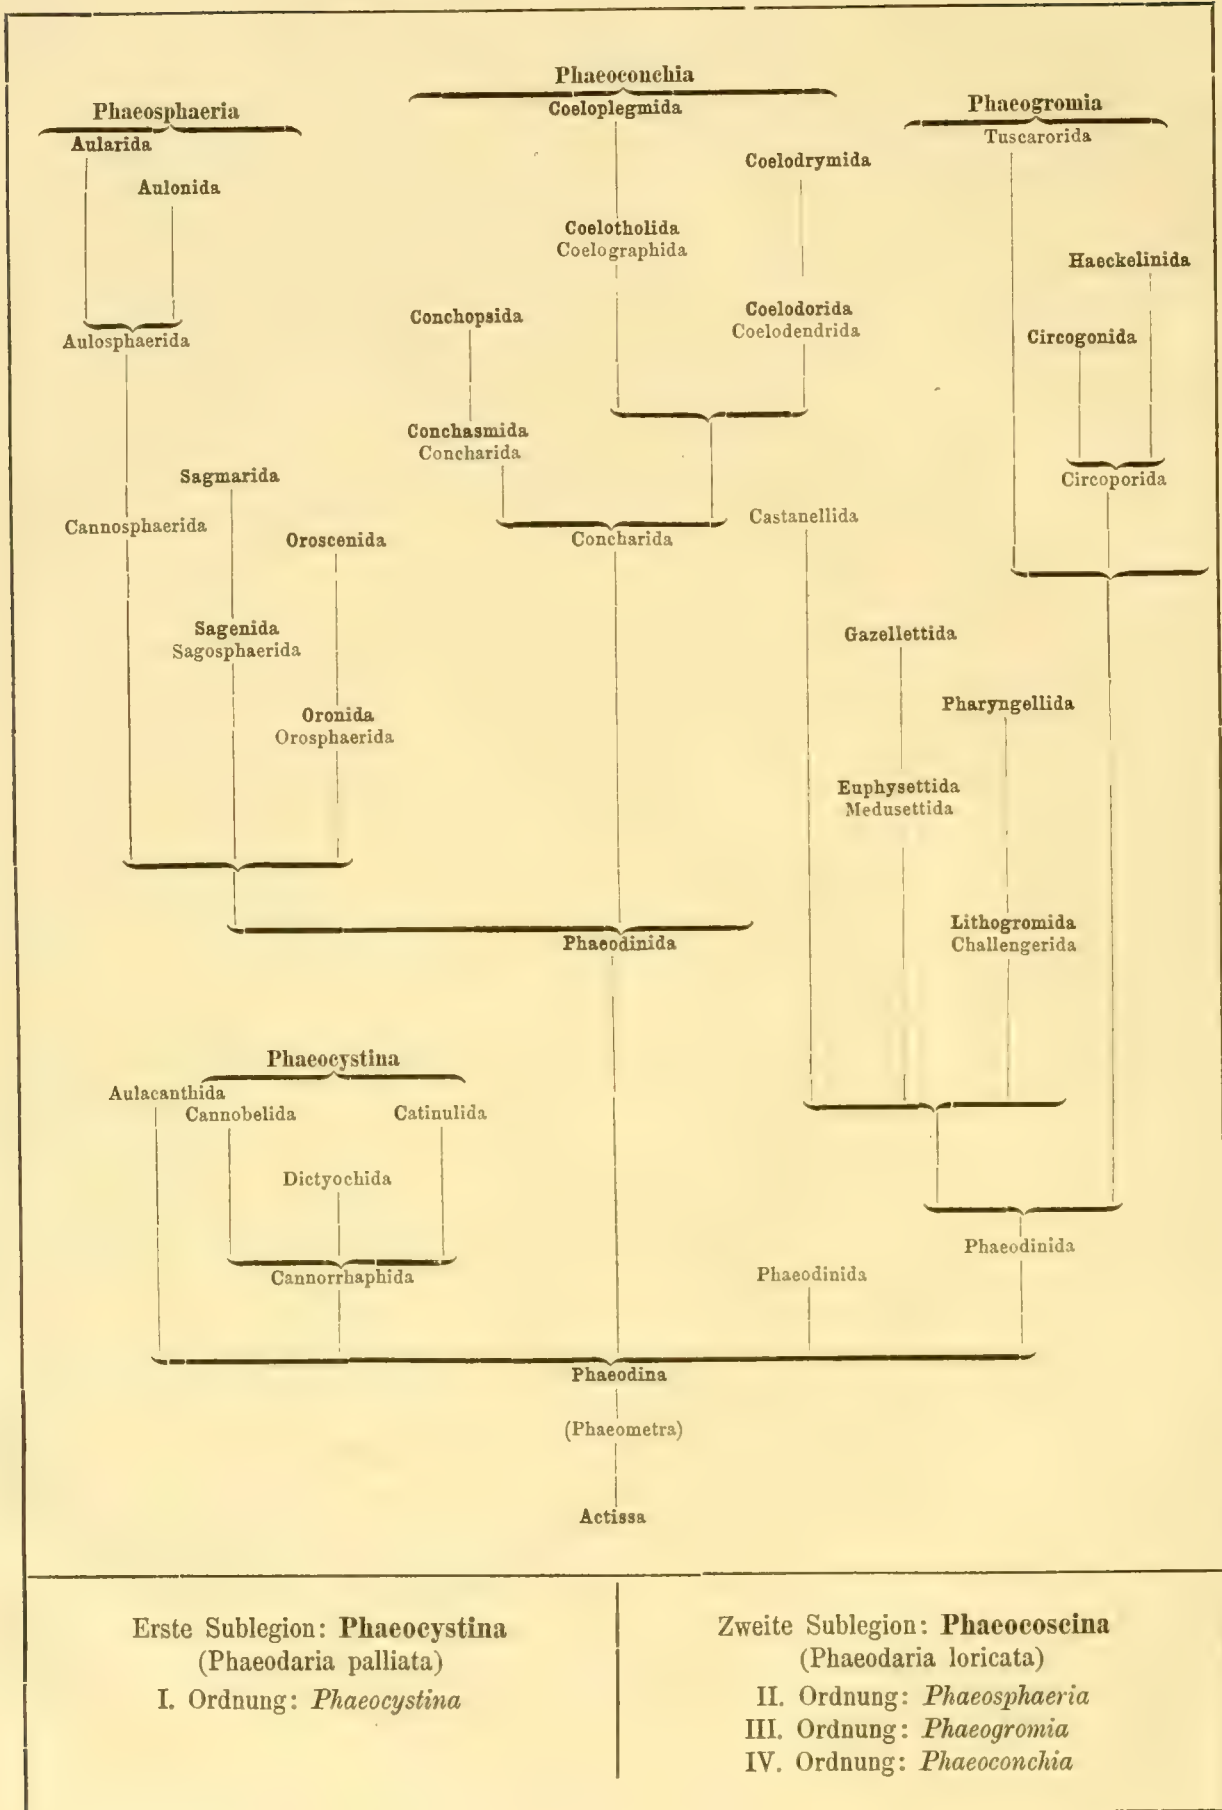 Phaeoconchia
Phaeosphaeria
Phaeogromia
Coeloplegmida
Aularida
Tuscarorida
Aulonida
Coelodrymida
Coelotholida
Coelographida
Haeckelinida
Conchopsida
Coelodorida
Coelodendrida
Circogonida
Aulosphaerida
Conchasmida
Concharida
Sagmarida
Circoporida
Cannosphaerida
Castanellida
Oroscenida
Concharida
Sagenida
Sagosphaerida
Gazellettida
Oronida
Orosphaerida
Pharyngellida
Euphysettida
Medusettida
Lithogromida
Challengerida
Phaeodinida
Phaeocystina
Aulacanthida
Cannobelida
Catinulida
Dictyochida
Phaeodinida
Cannorrhaphida
Phaeodinida
Phaeodina
(Phaeometra)
Actissa
Erste Sublegion: Phaeocystina
(Phaeodaria palliata)
I. Ordnung: Phaeocystina
Zweite Sublegion: Phaeocoscina
(Phaeodaria loricata)
II. Ordnung: Phaeosphaeria
III. Ordnung: Phaeogromia
IV. Ordnung: Phaeoconchia